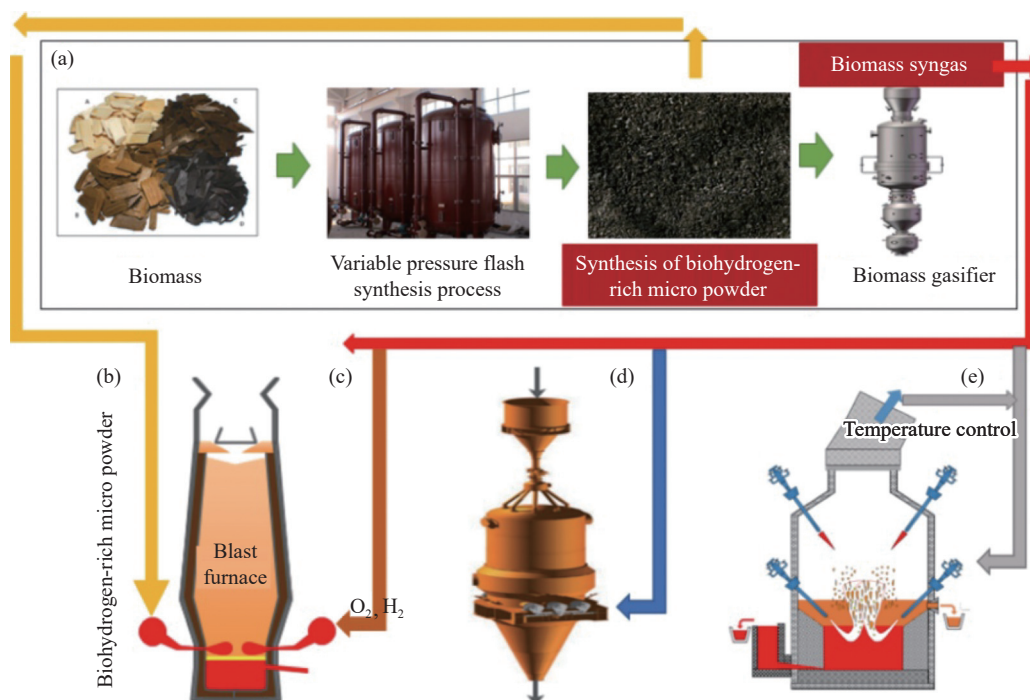 (a)
Biomass syngas
A
C
B
D
Biomass
Variable pressure flash
synthesis process
Synthesis of biohydrogen-
rich micro powder
Biomass gasifier
(b)
(c)
(d)
(e)
Biohydrogen-rich micro powder
Blast
furnace
O₂, H₂
Temperature control